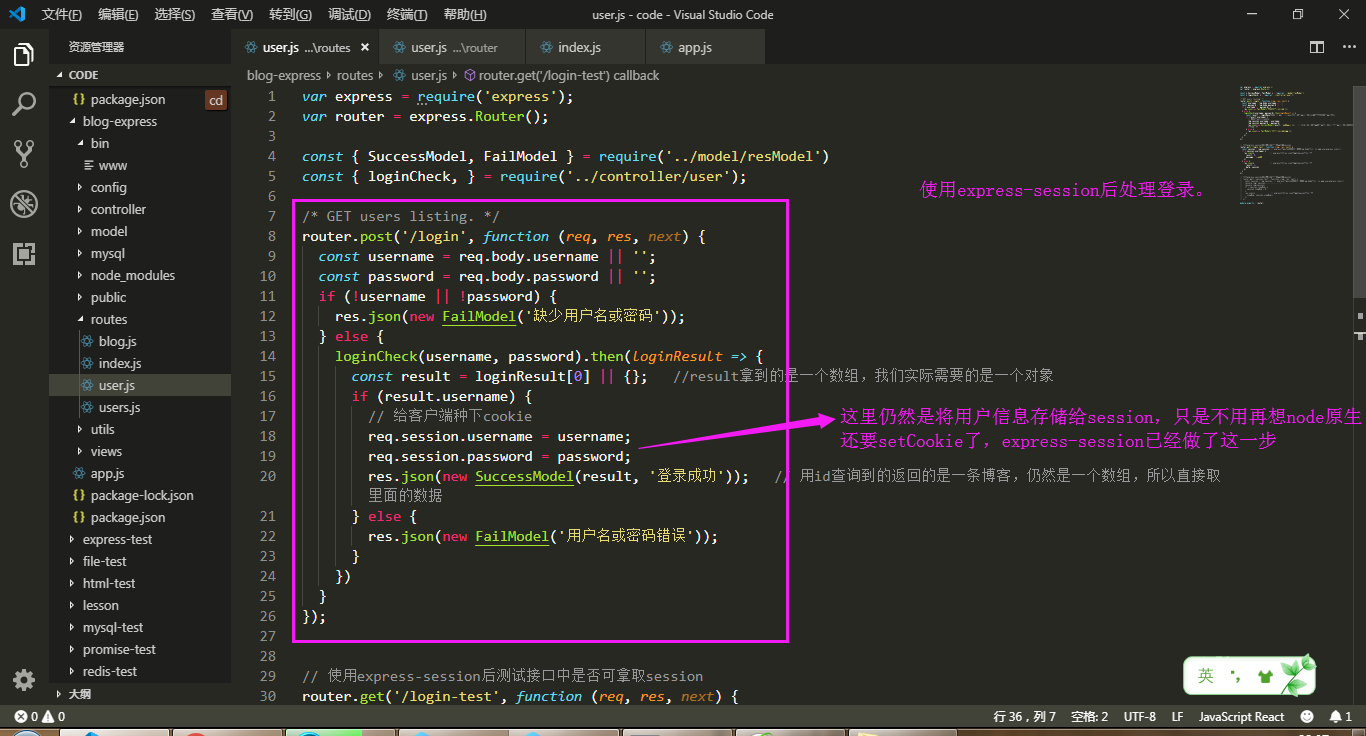 文件(F) 编辑(E) 选择(S) 查看(V) 转到(G) 调试(D) 终端(T) 帮助(H) user.js - code - Visual Studio Code
资源管理器
user.js ...\routes
user.js ...\router
index.js
app.js
CODE
package.json
cd
blog-express
bin
www
config
controller
model
mysql
node_modules
public
routes
blog.js
index.js
user.js
users.js
utils
views
app.js
package-lock.json
package.json
express-test
file-test
html-test
lesson
mysql-test
promise-test
redis-test
大纲
blog-express routes user.js router.get('/login-test') callback
1 var express = require('express');
2 var router = express.Router();
3
4 const { SuccessModel, FailModel } = require('../model/resModel')
5 const { loginCheck, } = require('../controller/user');
6
使用express-session后处理登录。
7 /* GET users listing. */
8 router.post('/login', function (req, res, next) {
9 const username = req.body.username || '';
10 const password = req.body.password || '';
11 if (!username || !password) {
12 res.json(new FailModel('缺少用户名或密码'));
13 } else {
14 loginCheck(username, password).then(loginResult => {
15 const result = loginResult[0] || {}; //result拿到的是一个数组，我们实际需要的是一个对象
16 if (result.username) {
17 // 给客户端种下cookie
18 req.session.username = username;
19 req.session.password = password;
这里仍然是将用户信息存储给session，只是不用再想node原生
还要setCookie了，express-session已经做了这一步
20 res.json(new SuccessModel(result, '登录成功')); // 用id查询到的返回的是一条博客，仍然是一个数组，所以直接取
里面的数据
21 } else {
22 res.json(new FailModel('用户名或密码错误'));
23 }
24 })
25 }
26 });
27
28
29 // 使用express-session后测试接口中是否可拿取session
30 router.get('/login-test', function (req, res, next) {
英
0 0
行 36，列 7 空格: 2 UTF-8 LF JavaScript React 1